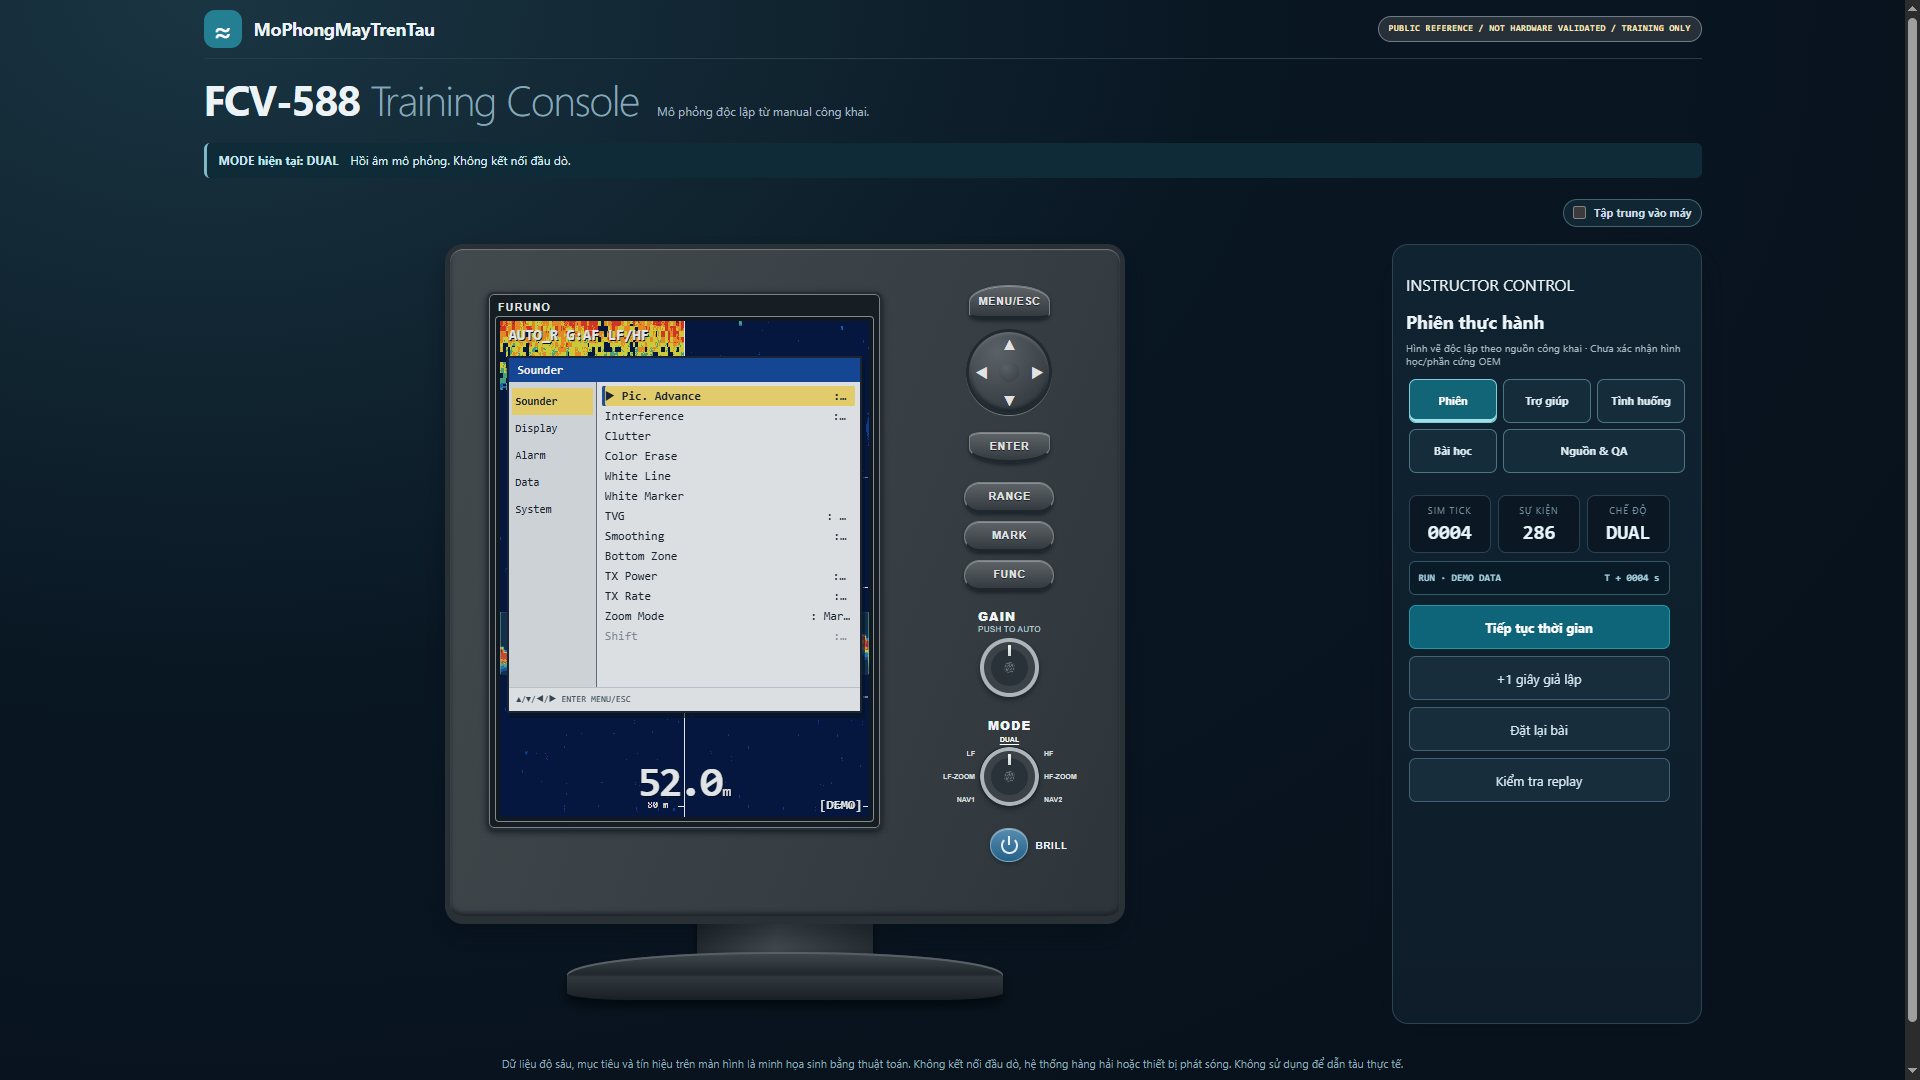 ≈ MoPhongMayTrenTau
PUBLIC REFERENCE / NOT HARDWARE VALIDATED / TRAINING ONLY
FCV-588 Training Console Mô phỏng độc lập từ manual công khai.
MODE hiện tại: DUAL Hồi âm mô phỏng. Không kết nối đầu dò.
Tập trung vào máy
FURUNO
AUTO_R G:AF LF/HF
Sounder
Sounder
Display
Alarm
Data
System
▶ Pic. Advance :…
Interference :…
Clutter
Color Erase
White Line
White Marker
TVG : …
Smoothing :…
Bottom Zone
TX Power :…
TX Rate :…
Zoom Mode : Mar…
Shift :…
▲/▼/◀/▶ ENTER MENU/ESC
52.0m
80 m
[DEMO]
MENU/ESC
▲
◀ ▶
▼
ENTER
RANGE
MARK
FUNC
GAIN
PUSH TO AUTO
MODE
DUAL
LF HF
LF-ZOOM HF-ZOOM
NAV1 NAV2
BRILL
INSTRUCTOR CONTROL
Phiên thực hành
Hình vẽ độc lập theo nguồn công khai · Chưa xác nhận hình
học/phần cứng OEM
Phiên Trợ giúp Tình huống
Bài học Nguồn & QA
SIM TICK SỰ KIỆN CHẾ ĐỘ
0004 286 DUAL
RUN · DEMO DATA T + 0004 s
Tiếp tục thời gian
+1 giây giả lập
Đặt lại bài
Kiểm tra replay
Dữ liệu độ sâu, mục tiêu và tín hiệu trên màn hình là minh họa sinh bằng thuật toán. Không kết nối đầu dò, hệ thống hàng hải hoặc thiết bị phát sóng. Không sử dụng để dẫn tàu thực tế.